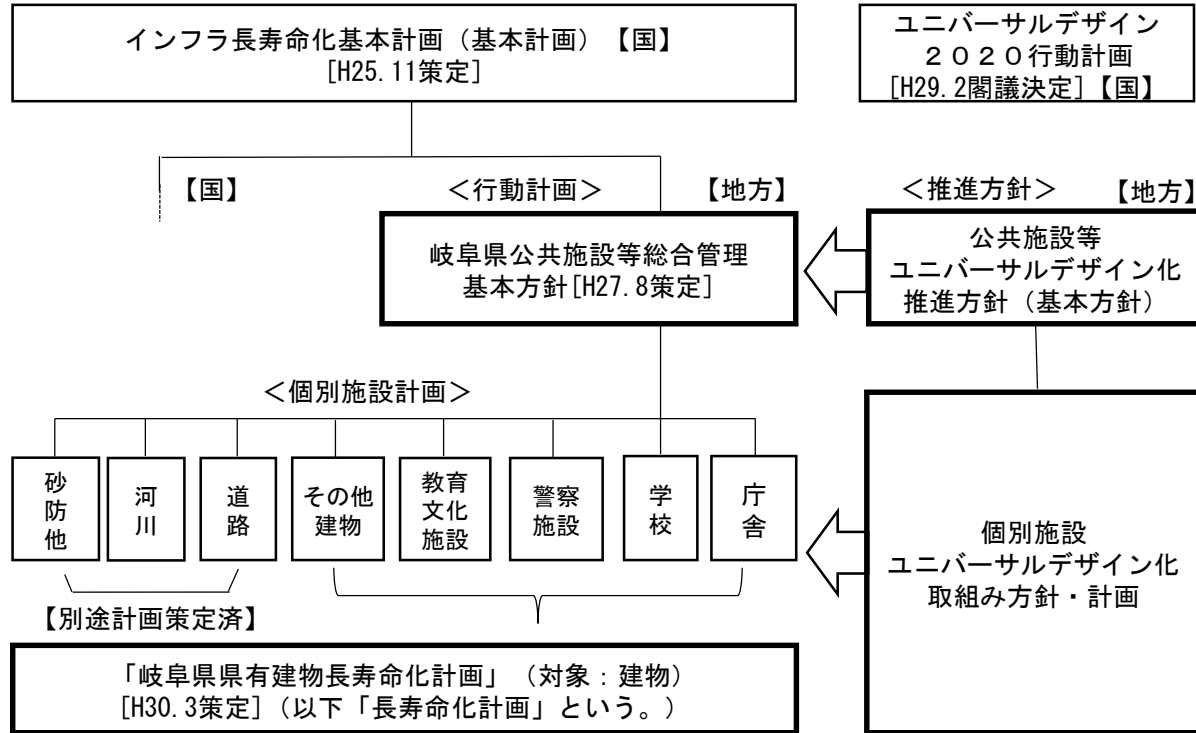 インフラ長寿命化基本計画（基本計画）【国】
[H25.11策定]
ユニバーサルデザイン
２０２０行動計画
[H29.2閣議決定]【国】
【国】
＜行動計画＞
【地方】
＜推進方針＞
【地方】
岐阜県公共施設等総合管理
基本方針[H27.8策定]
公共施設等
ユニバーサルデザイン化
推進方針（基本方針）
＜個別施設計画＞
砂防他
河川
道路
その他
建物
教育
文化
施設
警察
施設
学校
庁舎
個別施設
ユニバーサルデザイン化
取組み方針・計画
【別途計画策定済】
「岐阜県県有建物長寿命化計画」（対象：建物）
[H30.3策定]（以下「長寿命化計画」という。）